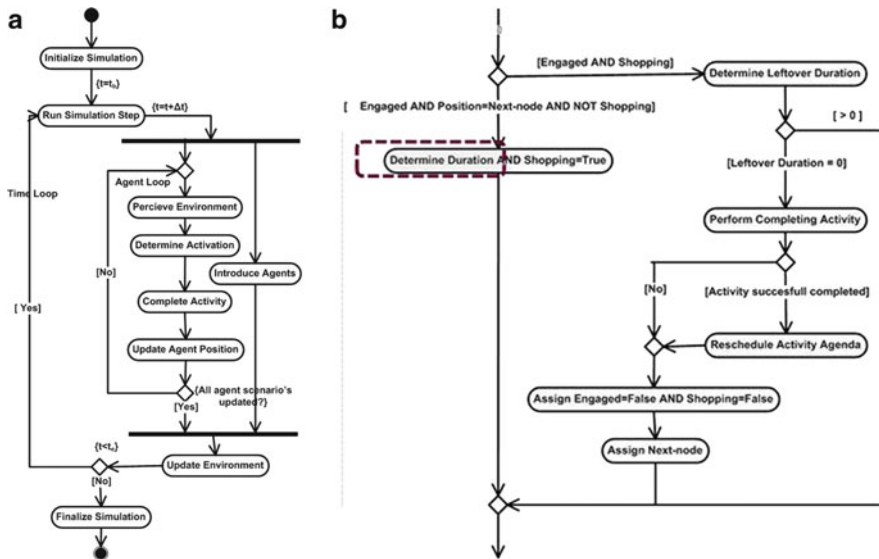 a
Initialize Simulation
{t=t₀}
{t=t+Δt}
Run Simulation Step
Agent Loop
Time Loop
Percieve Environment
Determine Activation
[No]
Introduce Agents
[ Yes]
Complete Activity
Update Agent Position
{All agent scenario's
updated?}
[Yes]
Update Environment
[No]
Finalize Simulation
b
[Engaged AND Shopping]
Determine Leftover Duration
[ Engaged AND Position=Next-node AND NOT Shopping]
[ > 0 ]
Determine Duration AND Shopping=True
[Leftover Duration = 0]
Perform Completing Activity
[No]
[Activity succesfull completed]
Reschedule Activity Agenda
Assign Engaged=False AND Shopping=False
Assign Next-node